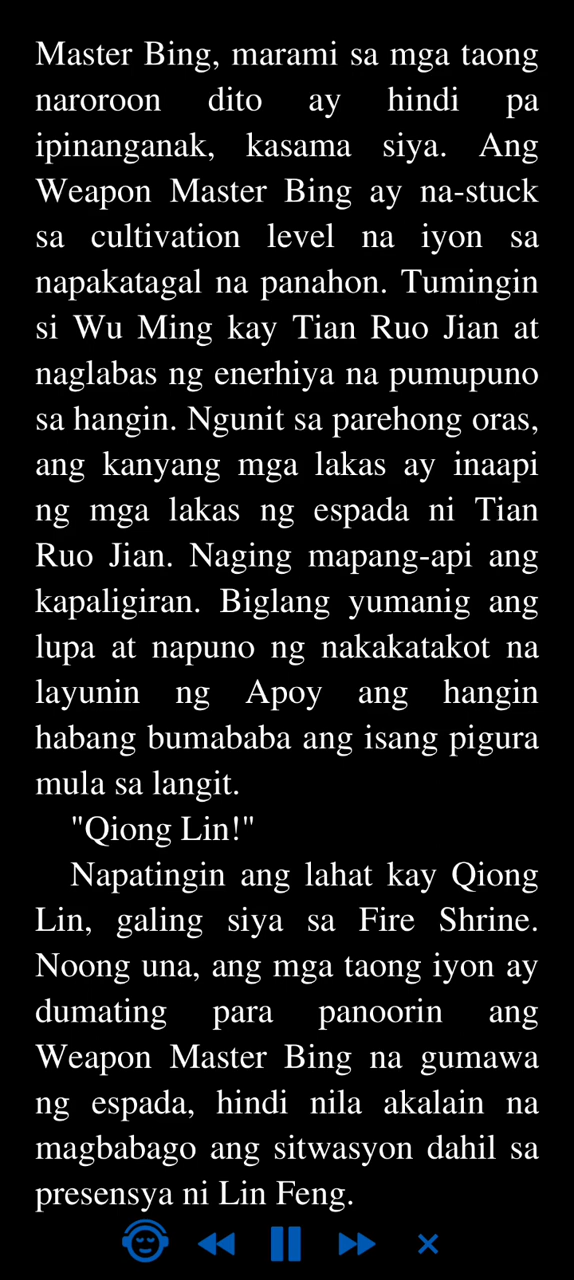 Master Bing, marami sa mga taong
naroroon dito ay hindi pa
ipinanganak, kasama siya. Ang
Weapon Master Bing ay na-stuck
sa cultivation level na iyon sa
napakatagal na panahon. Tumingin
si Wu Ming kay Tian Ruo Jian at
naglabas ng enerhiya na pumupuno
sa hangin. Ngunit sa parehong oras,
ang kanyang mga lakas ay inaapi
ng mga lakas ng espada ni Tian
Ruo Jian. Naging mapang-api ang
kapaligiran. Biglang yumanig ang
lupa at napuno ng nakakatakot na
layunin ng Apoy ang hangin
habang bumababa ang isang pigura
mula sa langit.
"Qiong Lin!"
Napatingin ang lahat kay Qiong
Lin, galing siya sa Fire Shrine.
Noong una, ang mga taong iyon ay
dumating para panoorin ang
Weapon Master Bing na gumawa
ng espada, hindi nila akalain na
magbabago ang sitwasyon dahil sa
presensya ni Lin Feng.